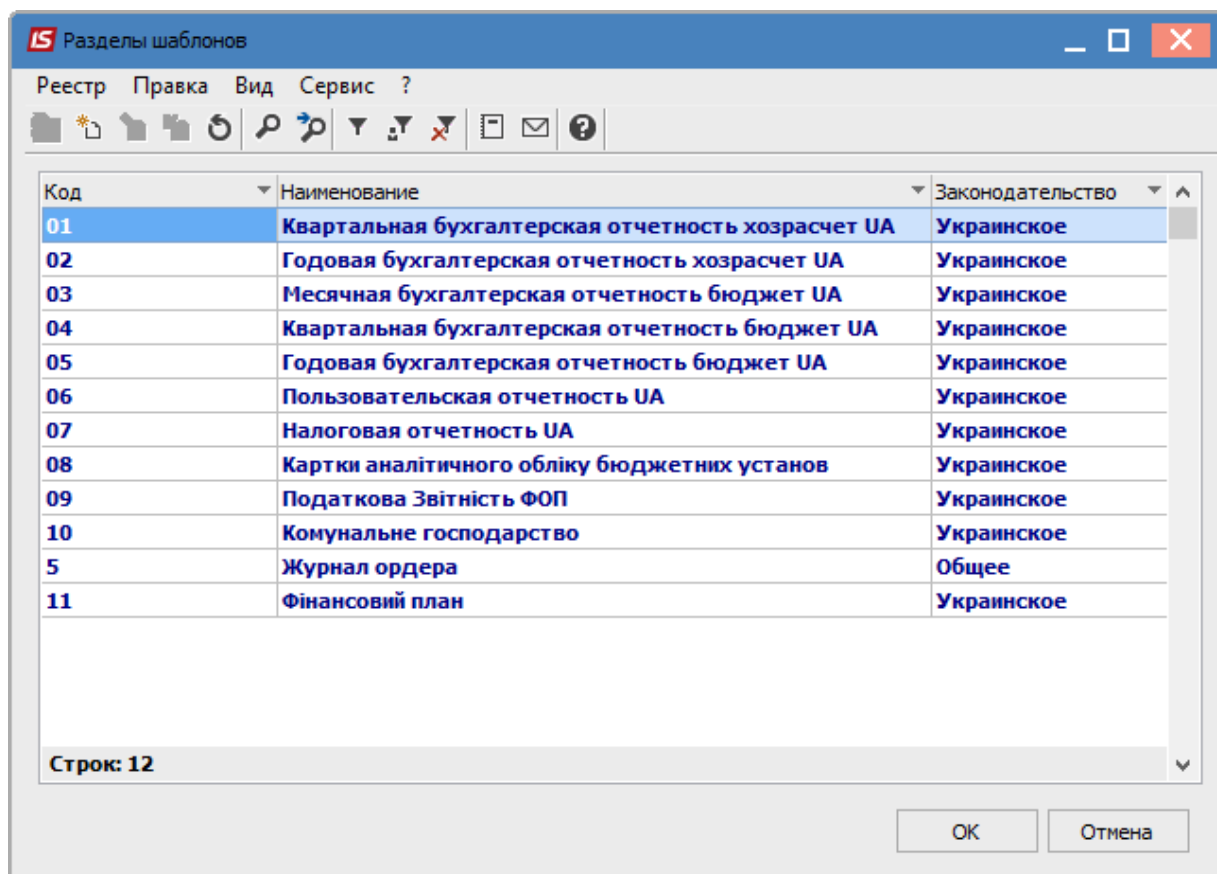 IS Разделы шаблонов
Реестр Правка Вид Сервис ?
Код Наименование Законодательство
01 Квартальная бухгалтерская отчетность хозрасчет UA Украинское
02 Годовая бухгалтерская отчетность хозрасчет UA Украинское
03 Месячная бухгалтерская отчетность бюджет UA Украинское
04 Квартальная бухгалтерская отчетность бюджет UA Украинское
05 Годовая бухгалтерская отчетность бюджет UA Украинское
06 Пользовательская отчетность UA Украинское
07 Налоговая отчетность UA Украинское
08 Картки аналітичного обліку бюджетних установ Украинское
09 Податкова Звітність ФОП Украинское
10 Комунальне господарство Украинское
5 Журнал ордера Общее
11 Фінансовий план Украинское
Строк: 12
OK Отмена